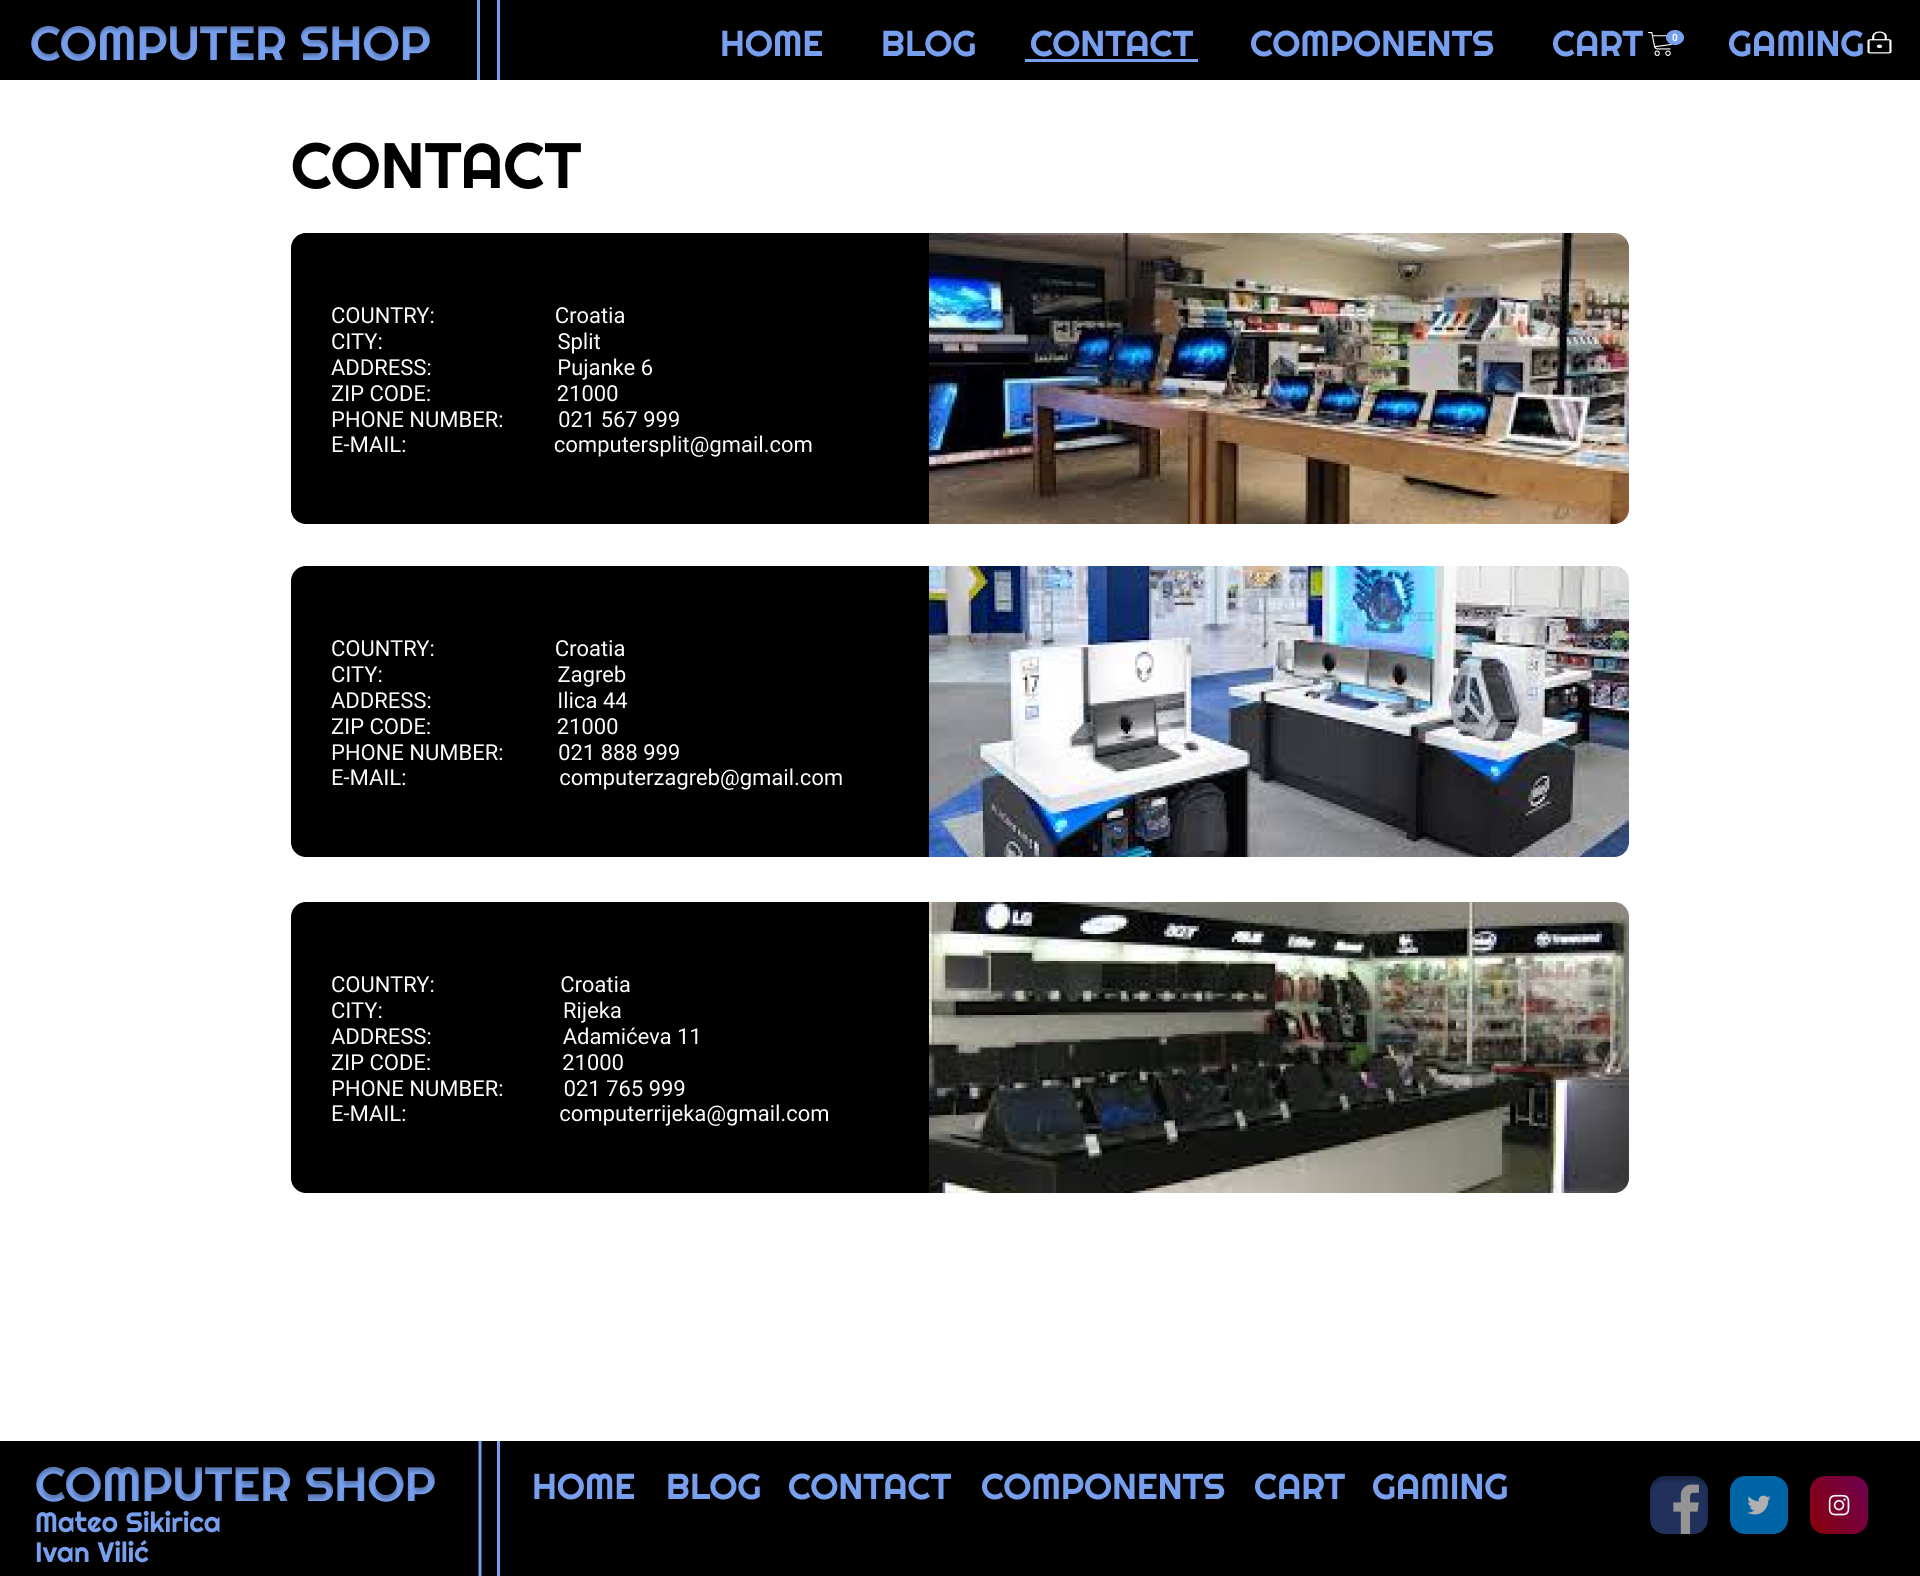 COMPUTER SHOP
HOME BLOG CONTACT COMPONENTS CART 0 GAMING
CONTACT
COUNTRY: Croatia
CITY: Split
ADDRESS: Pujanke 6
ZIP CODE: 21000
PHONE NUMBER: 021 567 999
E-MAIL: computersplit@gmail.com
COUNTRY: Croatia
CITY: Zagreb
ADDRESS: Ilica 44
ZIP CODE: 21000
PHONE NUMBER: 021 888 999
E-MAIL: computerzagreb@gmail.com
17
COUNTRY: Croatia
CITY: Rijeka
ADDRESS: Adamićeva 11
ZIP CODE: 21000
PHONE NUMBER: 021 765 999
E-MAIL: computerrijeka@gmail.com
LG
COMPUTER SHOP
Mateo Sikirica
Ivan Vilić
HOME BLOG CONTACT COMPONENTS CART GAMING